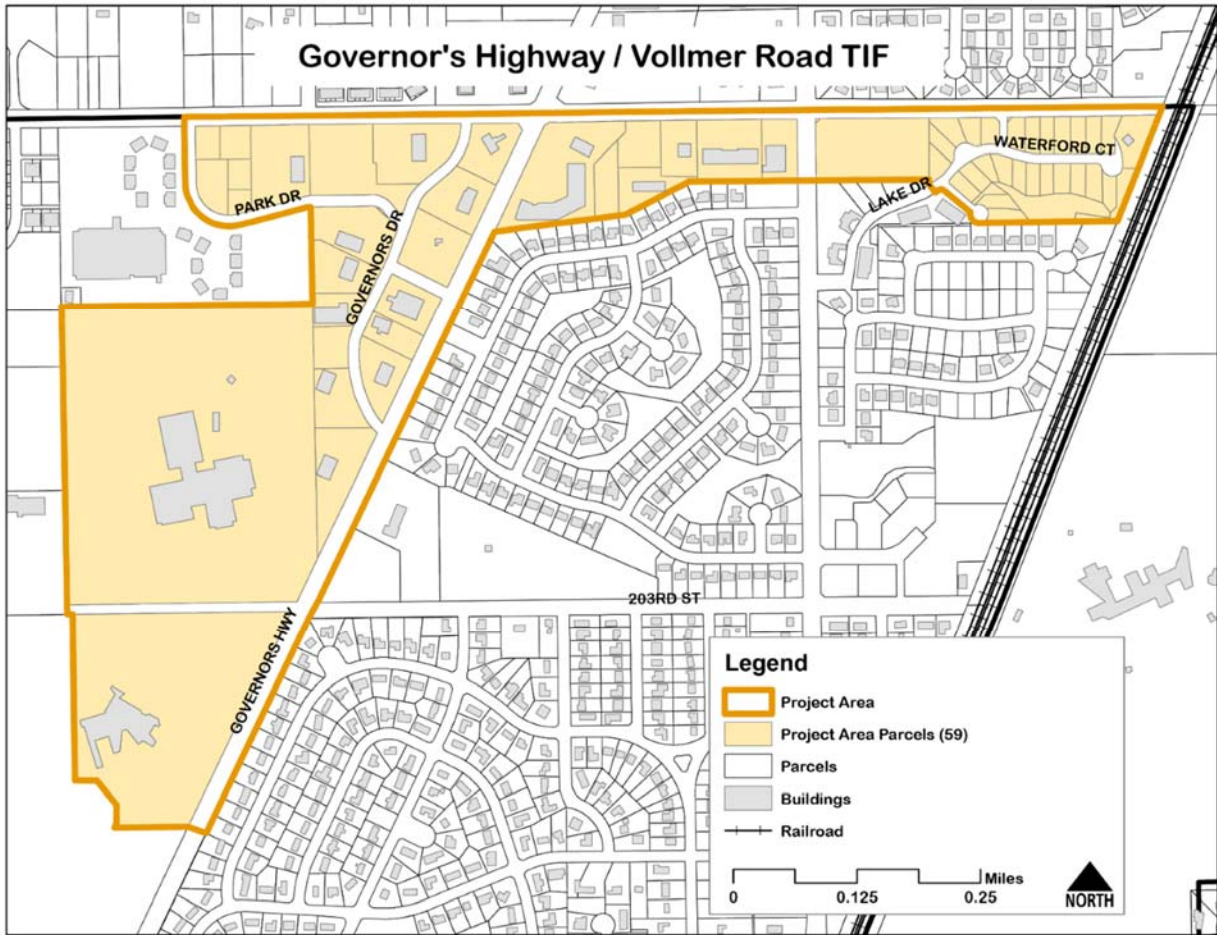 Governor's Highway / Vollmer Road TIF
WATERFORD CT
PARK DR
LAKE DR
GOVERNORS DR
203RD ST
GOVERNORS HWY
Legend
Project Area
Project Area Parcels (59)
Parcels
Buildings
Railroad
Miles
0 0.125 0.25
NORTH